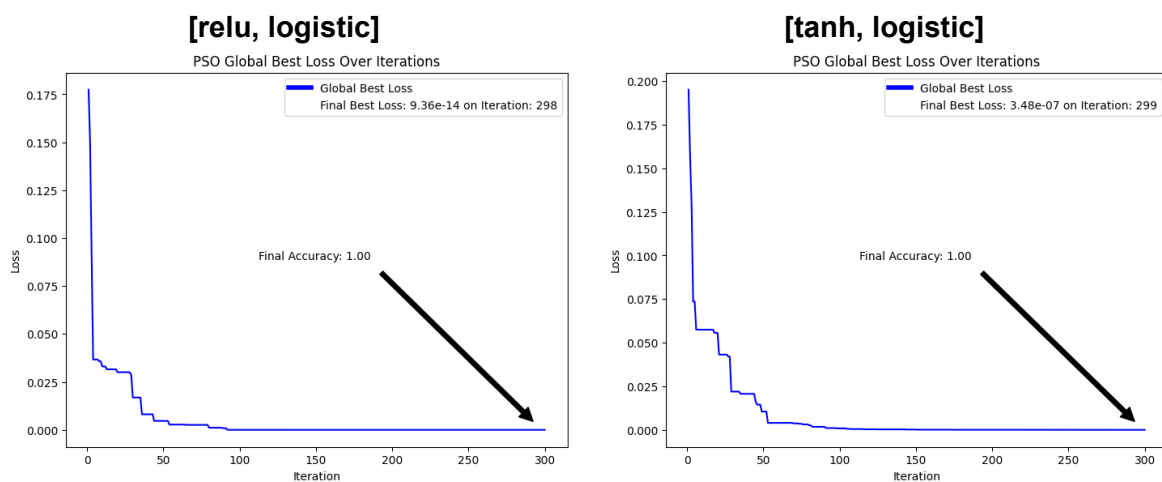 [relu, logistic]
PSO Global Best Loss Over Iterations
Global Best Loss
Final Best Loss: 9.36e-14 on Iteration: 298
0.175
0.150
0.125
0.100
0.075
0.050
0.025
0.000
Loss
Final Accuracy: 1.00
0 50 100 150 200 250 300
Iteration
[tanh, logistic]
PSO Global Best Loss Over Iterations
Global Best Loss
Final Best Loss: 3.48e-07 on Iteration: 299
0.200
0.175
0.150
0.125
0.100
0.075
0.050
0.025
0.000
Loss
Final Accuracy: 1.00
0 50 100 150 200 250 300
Iteration